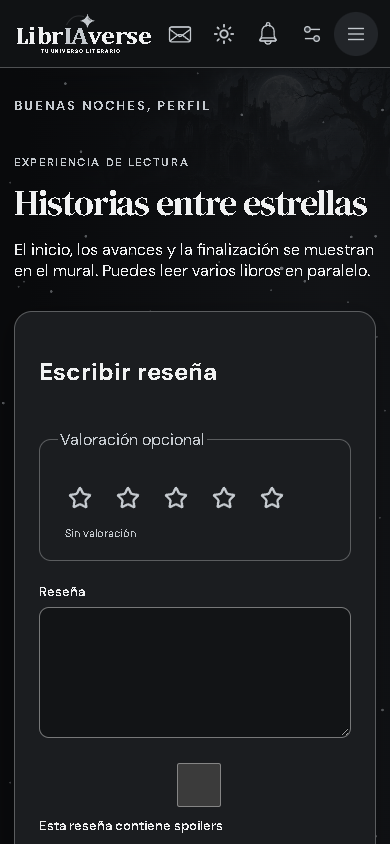 LibrIAverse
TU UNIVERSO LITERARIO
BUENAS NOCHES, PERFIL
EXPERIENCIA DE LECTURA
Historias entre estrellas
El inicio, los avances y la finalización se muestran
en el mural. Puedes leer varios libros en paralelo.
Escribir reseña
Valoración opcional
Sin valoración
Reseña
Esta reseña contiene spoilers